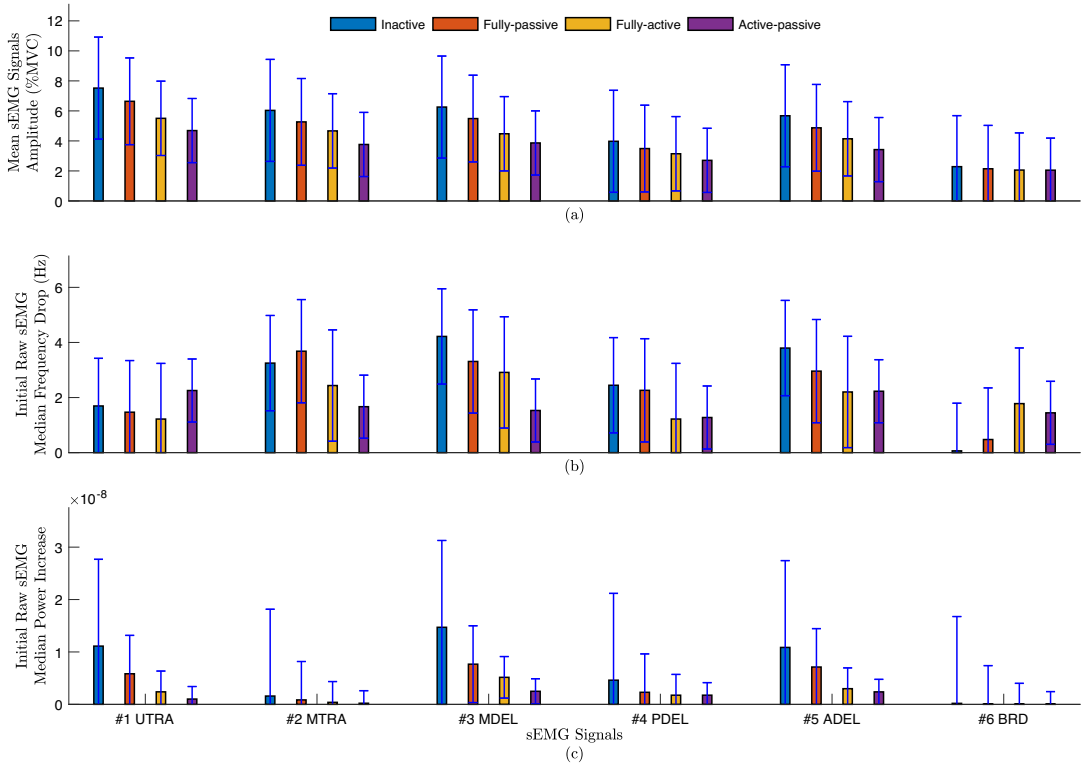 Inactive Fully-passive Fully-active Active-passive
Mean sEMG Signals
Amplitude (%MVC)
12
10
8
6
4
2
0
(a)
Initial Raw sEMG
Median Frequency Drop (Hz)
6
4
2
0
(b)
×10-8
Initial Raw sEMG
Median Power Increase
3
2
1
0
#1 UTRA #2 MTRA #3 MDEL #4 PDEL #5 ADEL #6 BRD
sEMG Signals
(c)